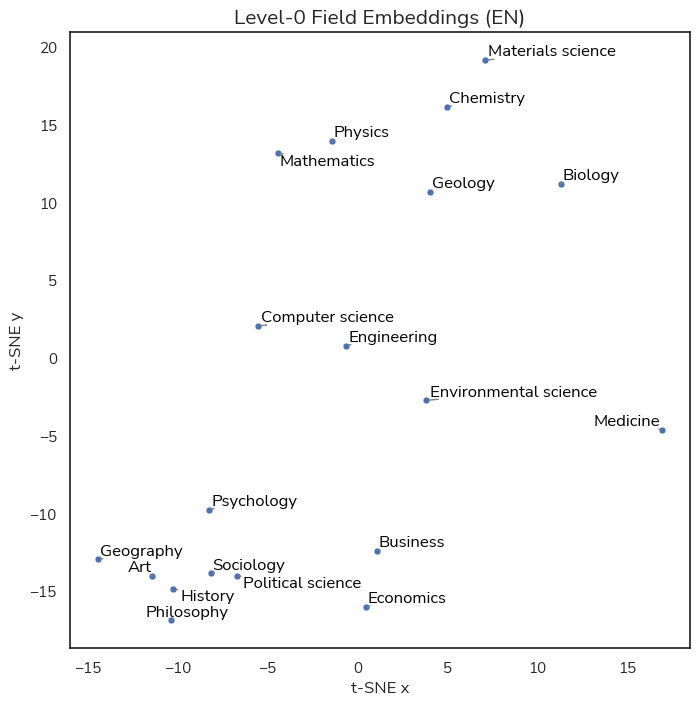 Level-0 Field Embeddings (EN)
20
Materials science
Chemistry
15
Physics
Mathematics
Biology
Geology
10
5
Computer science
Engineering
t-SNE y
0
Environmental science
Medicine
−5
Psychology
−10
Business
Geography
Art
Sociology
Political science
−15
History
Economics
Philosophy
−15
−10
−5
0
5
10
15
t-SNE x